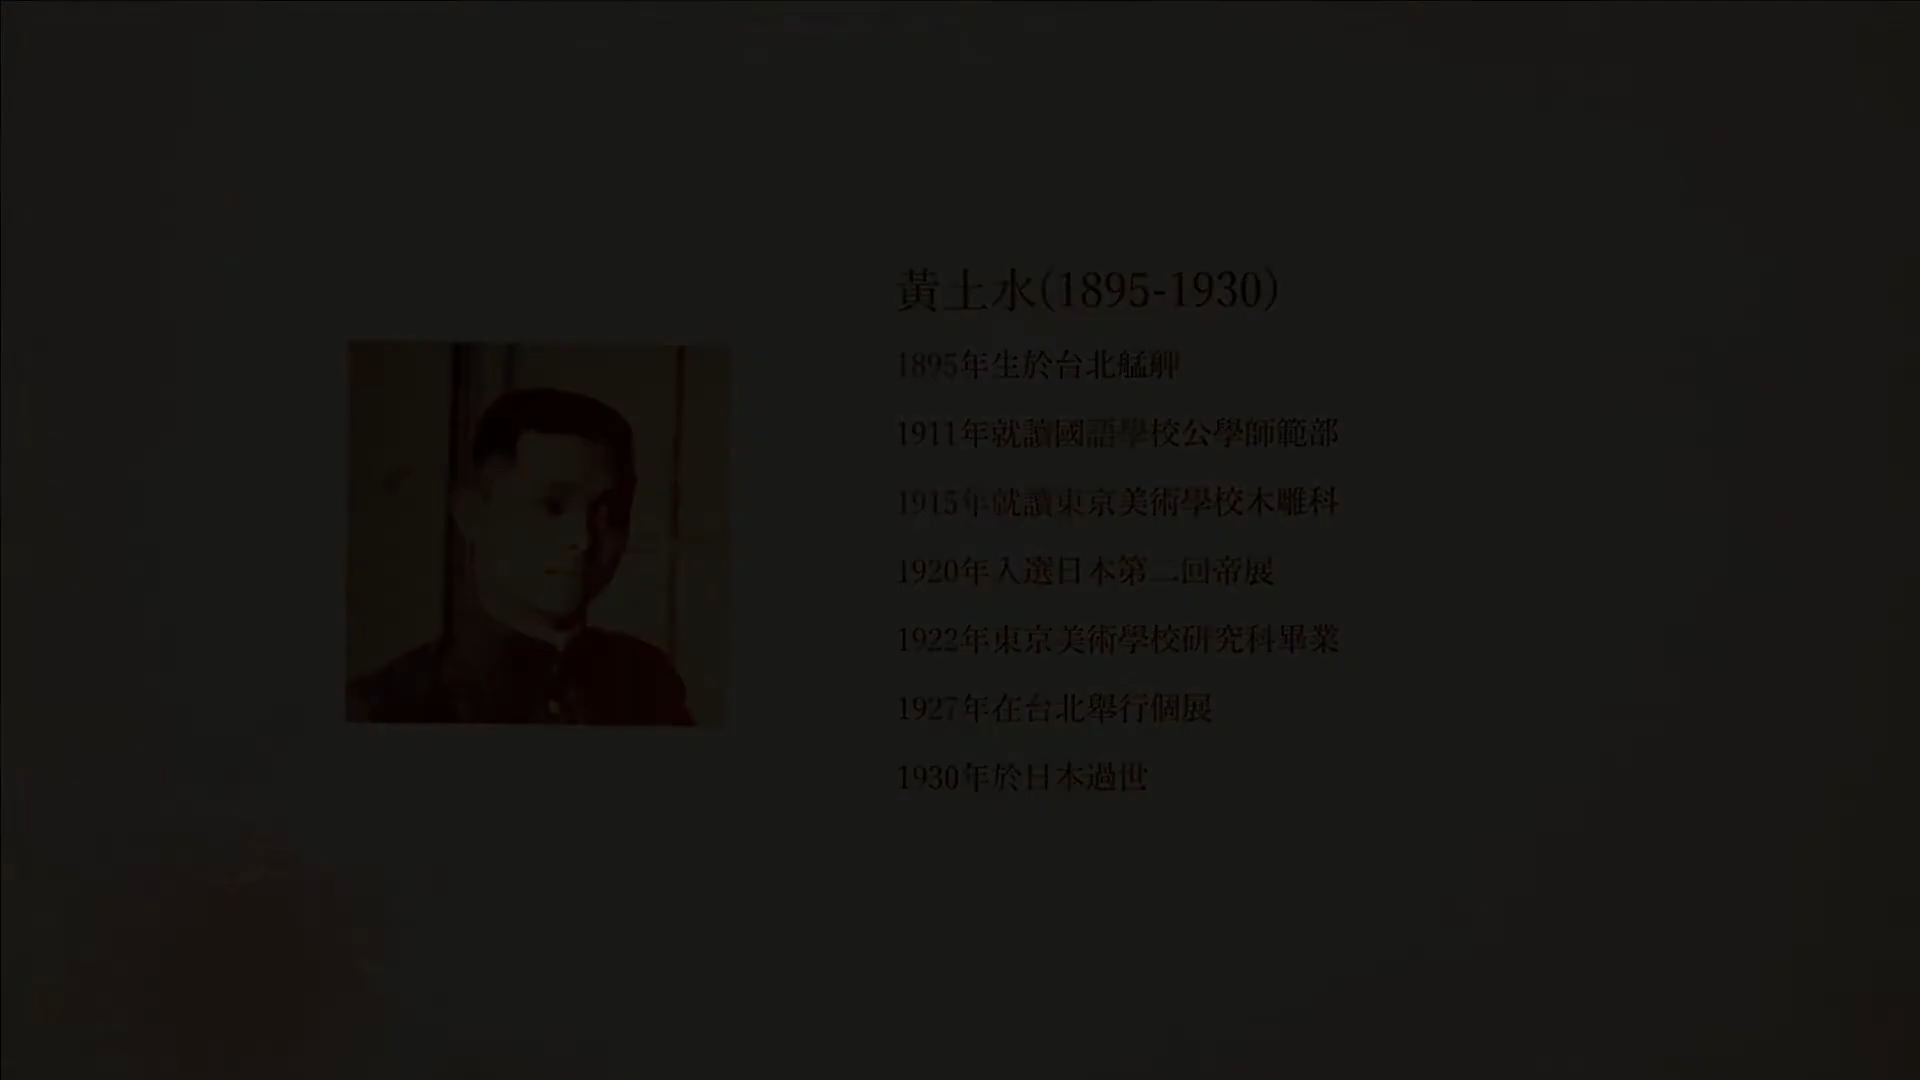 黃土水(1895-1930)
1895年生於台北艋舺
1911年就讀國語學校公學師範部
1915年就讀東京美術學校木雕科
1920年入選日本第二回帝展
1922年東京美術學校研究科畢業
1927年在台北舉行個展
1930年於日本過世